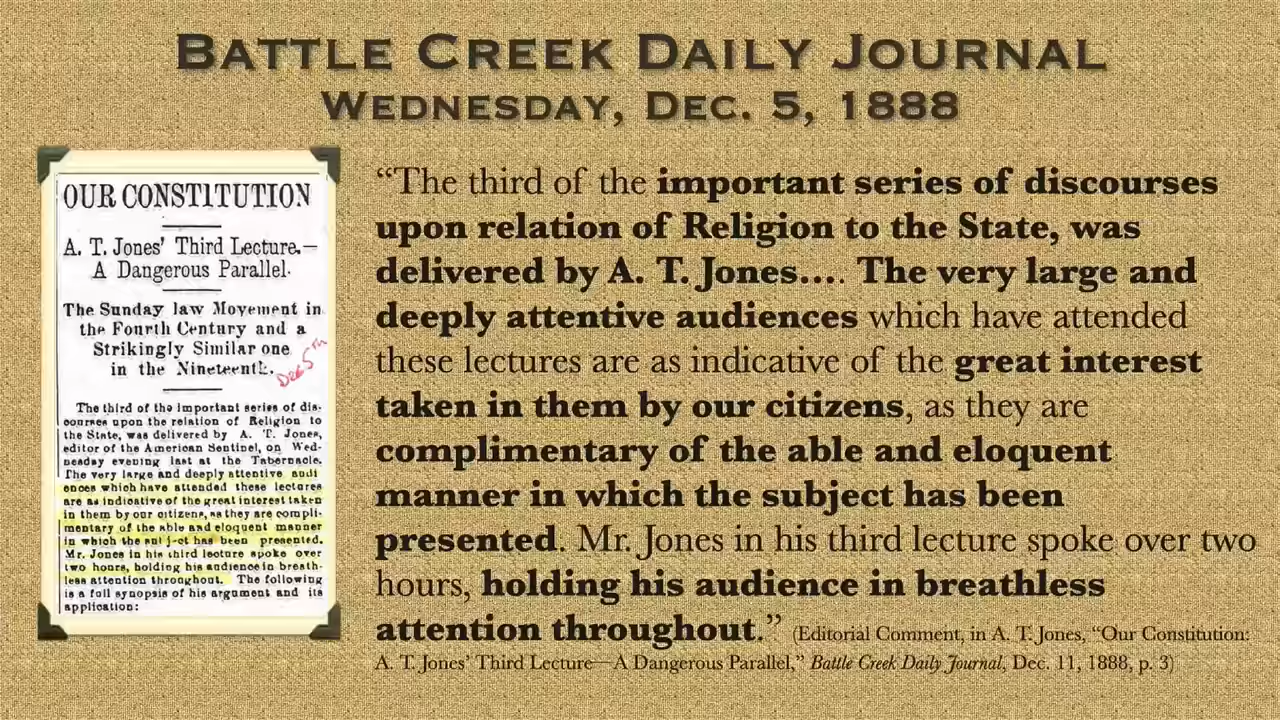 BATTLE CREEK DAILY JOURNAL
WEDNESDAY, DEC. 5, 1888
OUR CONSTITUTION
A. T. Jones' Third Lecture.—
A Dangerous Parallel.
The Sunday law Movement in
the Fourth Century and a
Strikingly Similar one
in the Nineteenth.
Dec 5th
The third of the important series of dis-
courses upon the relation of Religion to
the State, was delivered by A. T. Jones,
editor of the American Sentinel, on Wed-
nesday evening last at the Tabernacle.
The very large and deeply attentive audi
ences which have attended these lectures
are as indicative of the great interest taken
in them by our citizens, as they are compli-
mentary of the able and eloquent manner
in which the subj-ct has been presented.
Mr. Jones in his third lecture spoke over
two hours, holding his audience in breath-
less attention throughout. The following
is a full synopsis of his argument and its
application:
“The third of the important series of discourses
upon relation of Religion to the State, was
delivered by A. T. Jones.... The very large and
deeply attentive audiences which have attended
these lectures are as indicative of the great interest
taken in them by our citizens, as they are
complimentary of the able and eloquent
manner in which the subject has been
presented. Mr. Jones in his third lecture spoke over two
hours, holding his audience in breathless
attention throughout.” (Editorial Comment, in A. T. Jones, “Our Constitution:
A. T. Jones' Third Lecture—A Dangerous Parallel,” Battle Creek Daily Journal, Dec. 11, 1888, p. 3)